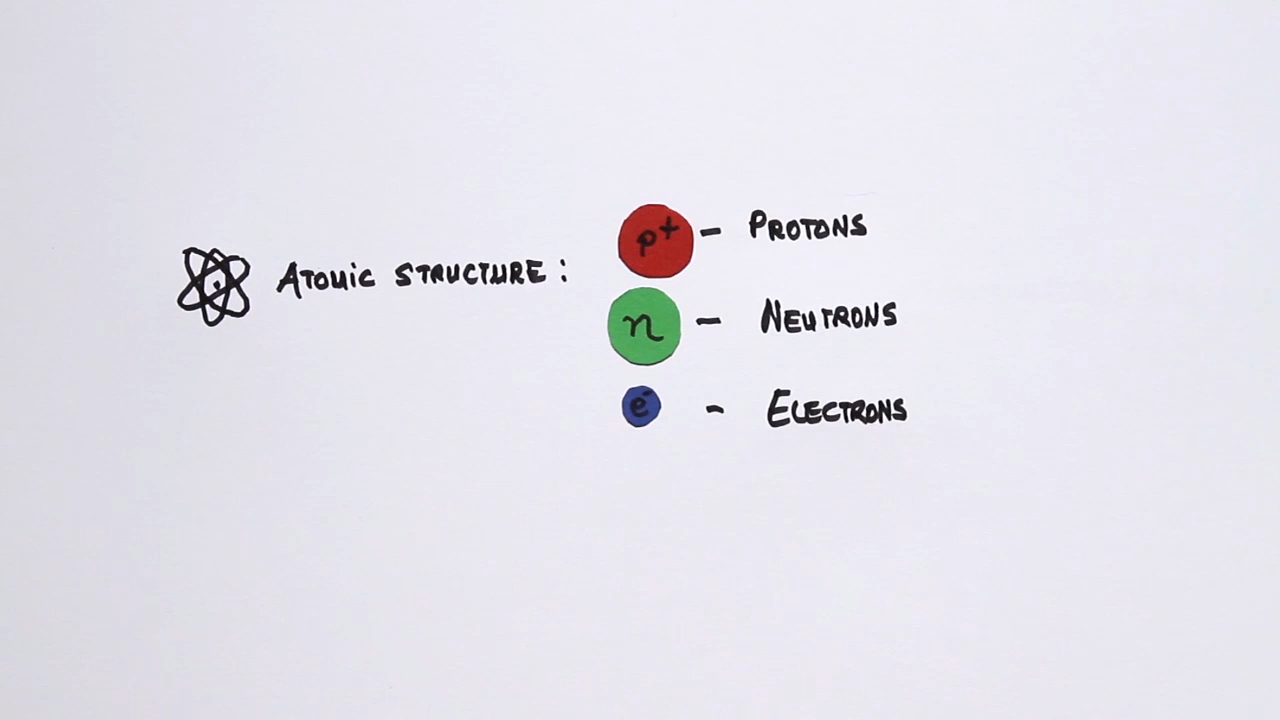 Atomic structure:
p⁺ - Protons
n - Neutrons
e⁻ - Electrons